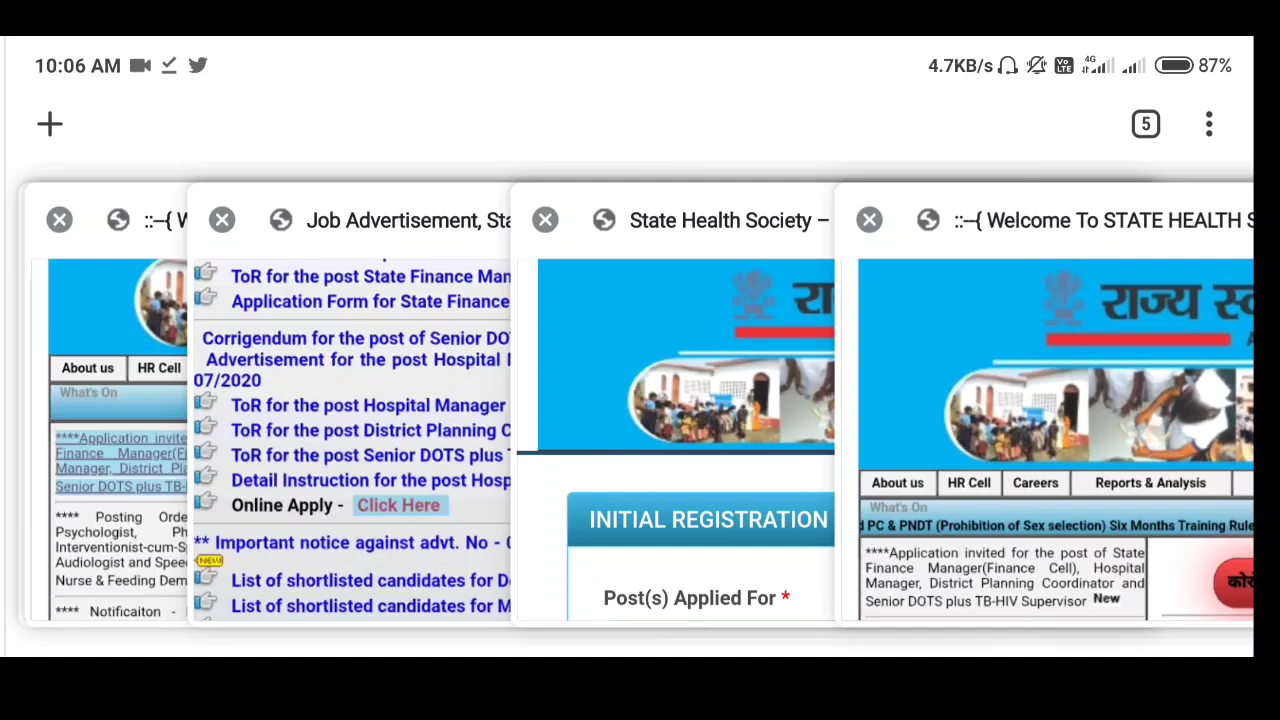 10:06 AM
4.7KB/s
Vo LTE
4G
87%
5
::--{ W
About us
HR Cell
What's On
****Application invite
Finance Manager(F
Manager, District Pla
Senior DOTS plus TB-
**** Posting Orde
Psychologist, Ph
Interventionist-cum-S
Audiologist and Spee
Nurse & Feeding Dem
**** Notificaiton -
Job Advertisement, Sta
ToR for the post State Finance Man
Application Form for State Finance
Corrigendum for the post of Senior DO
Advertisement for the post Hospital
07/2020
ToR for the post Hospital Manager
ToR for the post District Planning C
ToR for the post Senior DOTS plus
Detail Instruction for the post Hosp
Online Apply - Click Here
** Important notice against advt. No -
NEW
List of shortlisted candidates for D
List of shortlisted candidates for M
State Health Society –
रा
INITIAL REGISTRATION
Post(s) Applied For *
::--{ Welcome To STATE HEALTH S
राज्य स्व
About us
HR Cell
Careers
Reports & Analysis
What's On
PC & PNDT (Prohibition of Sex selection) Six Months Training Rule
****Application invited for the post of State
Finance Manager(Finance Cell), Hospital
Manager, District Planning Coordinator and
Senior DOTS plus TB-HIV Supervisor New
को